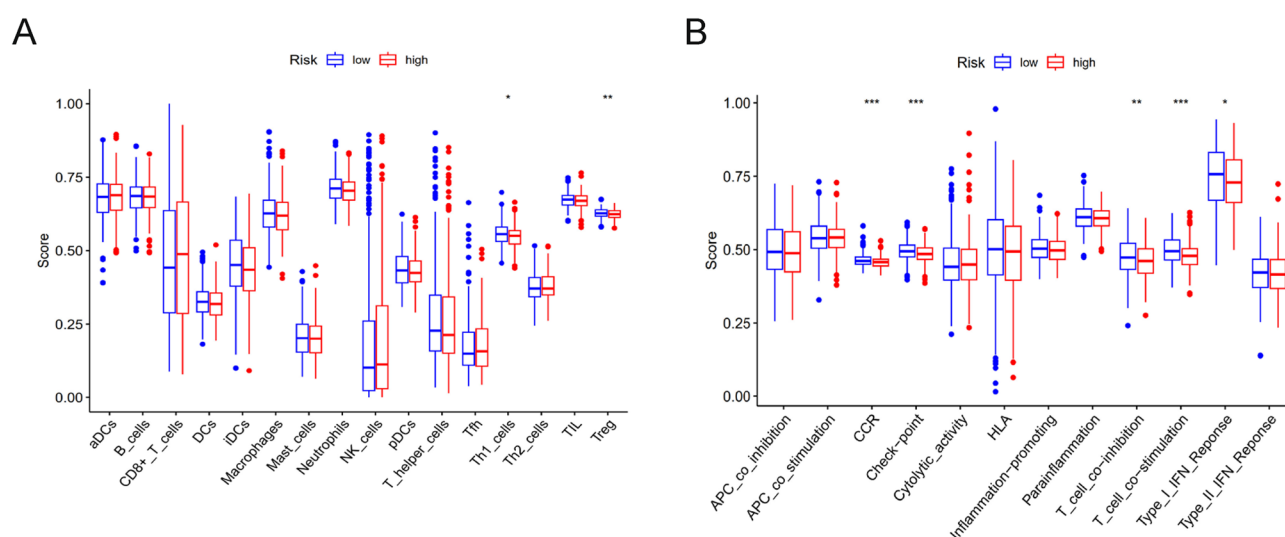 A
Risk low high
* **
1.00
0.75
0.50
0.25
0.00
Score
aDCs
B_cells
CD8+_T_cells
DCs
iDCs
Macrophages
Mast_cells
Neutrophils
NK_cells
pDCs
T_helper_cells
Tfh
Th1_cells
Th2_cells
TIL
Treg
B
Risk low high
*** *** ** *** *
1.00
0.75
0.50
0.25
0.00
Score
APC_co_inhibition
APC_co_stimulation
CCR
Check-point
Cytolytic_activity
HLA
Inflammation-promoting
Parainflammation
T_cell_co-inhibition
T_cell_co-stimulation
Type_I_IFN_Reponse
Type_II_IFN_Reponse